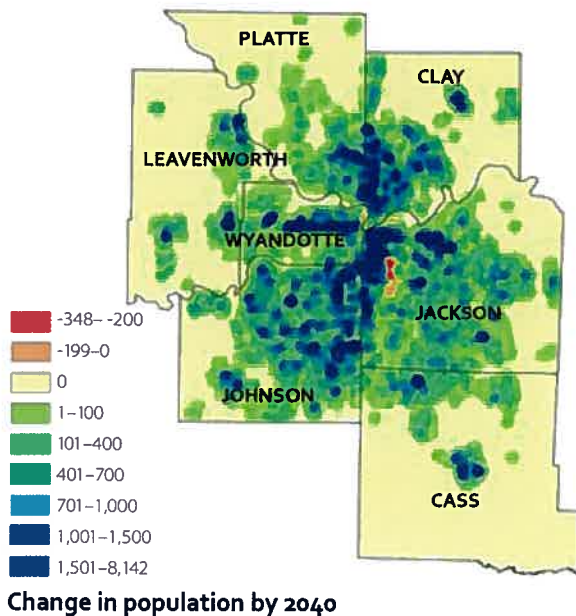 PLATTE
CLAY
LEAVENWORTH
WYANDOTTE
JACKSON
JOHNSON
CASS
-348– -200
-199–0
0
1–100
101–400
401–700
701–1,000
1,001–1,500
1,501–8,142
Change in population by 2040